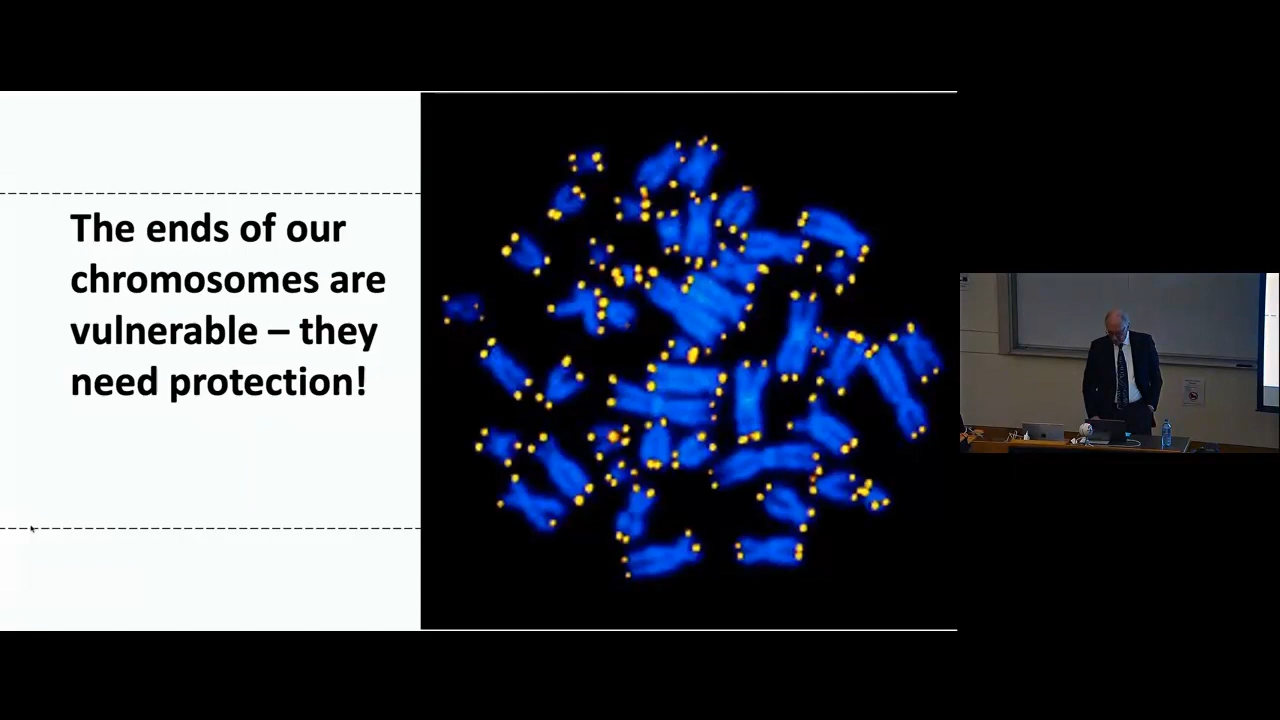 The ends of our
chromosomes are
vulnerable – they
need protection!